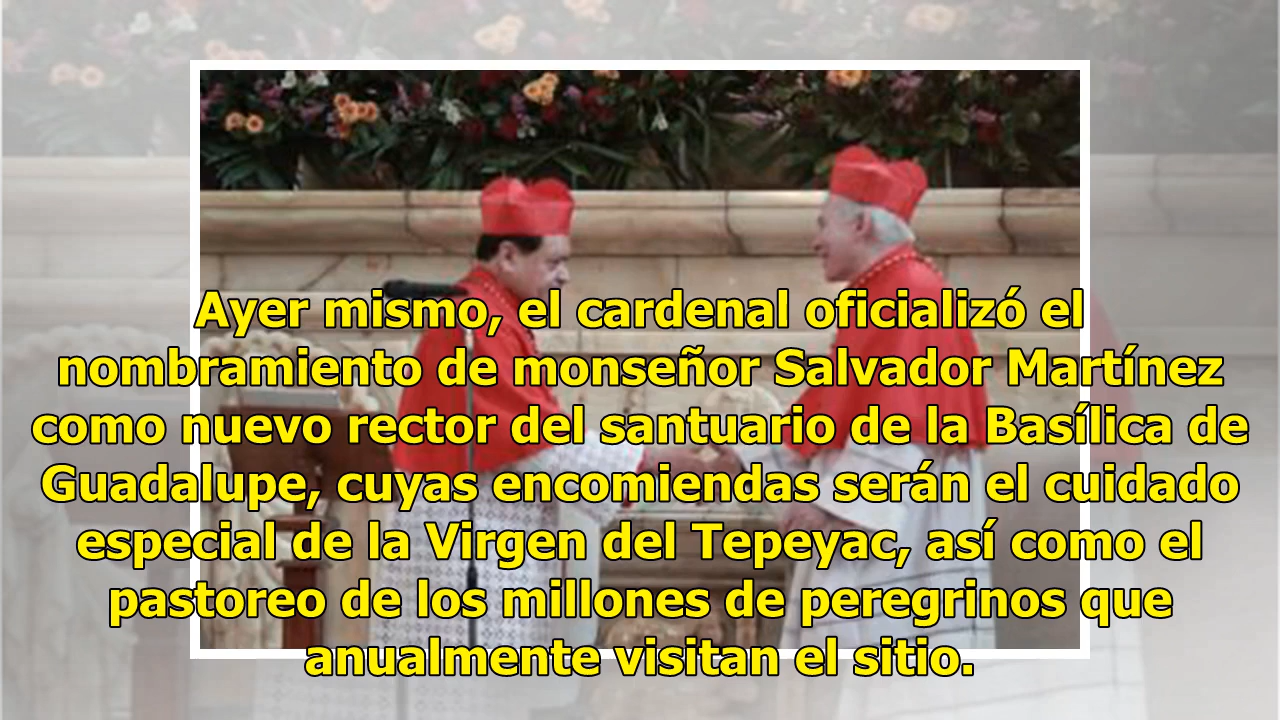 Ayer mismo, el cardenal oficializó el
nombramiento de monseñor Salvador Martínez
como nuevo rector del santuario de la Basílica de
Guadalupe, cuyas encomiendas serán el cuidado
especial de la Virgen del Tepeyac, así como el
pastoreo de los millones de peregrinos que
anualmente visitan el sitio.